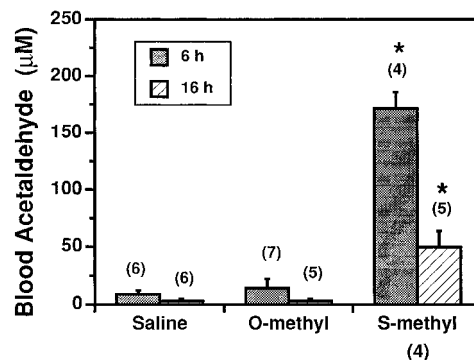 250
200
150
100
50
0
Blood Acetaldehyde (μM)
6 h
16 h
*
(4)
*
(5)
(6)
(6)
(7)
(5)
Saline
O-methyl
S-methyl
(4)